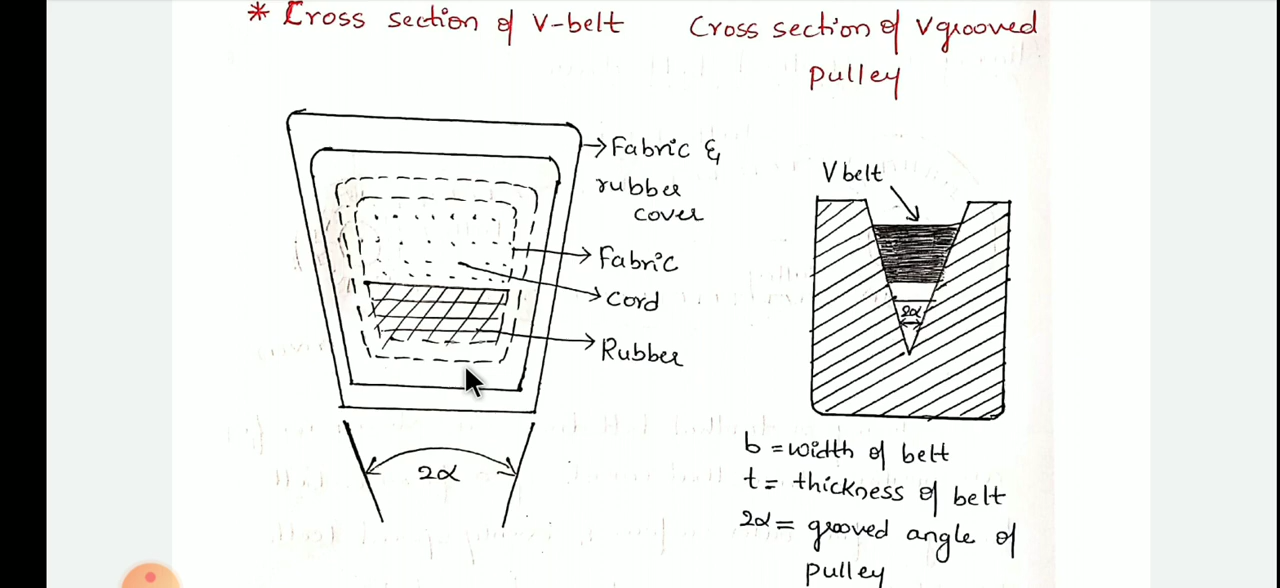 * Cross section of V-belt
Cross section of V grooved
pulley
Fabric &
rubber
cover
Fabric
Cord
Rubber
2α
V belt
2α
b = width of belt
t = thickness of belt
2α = grooved angle of
pulley